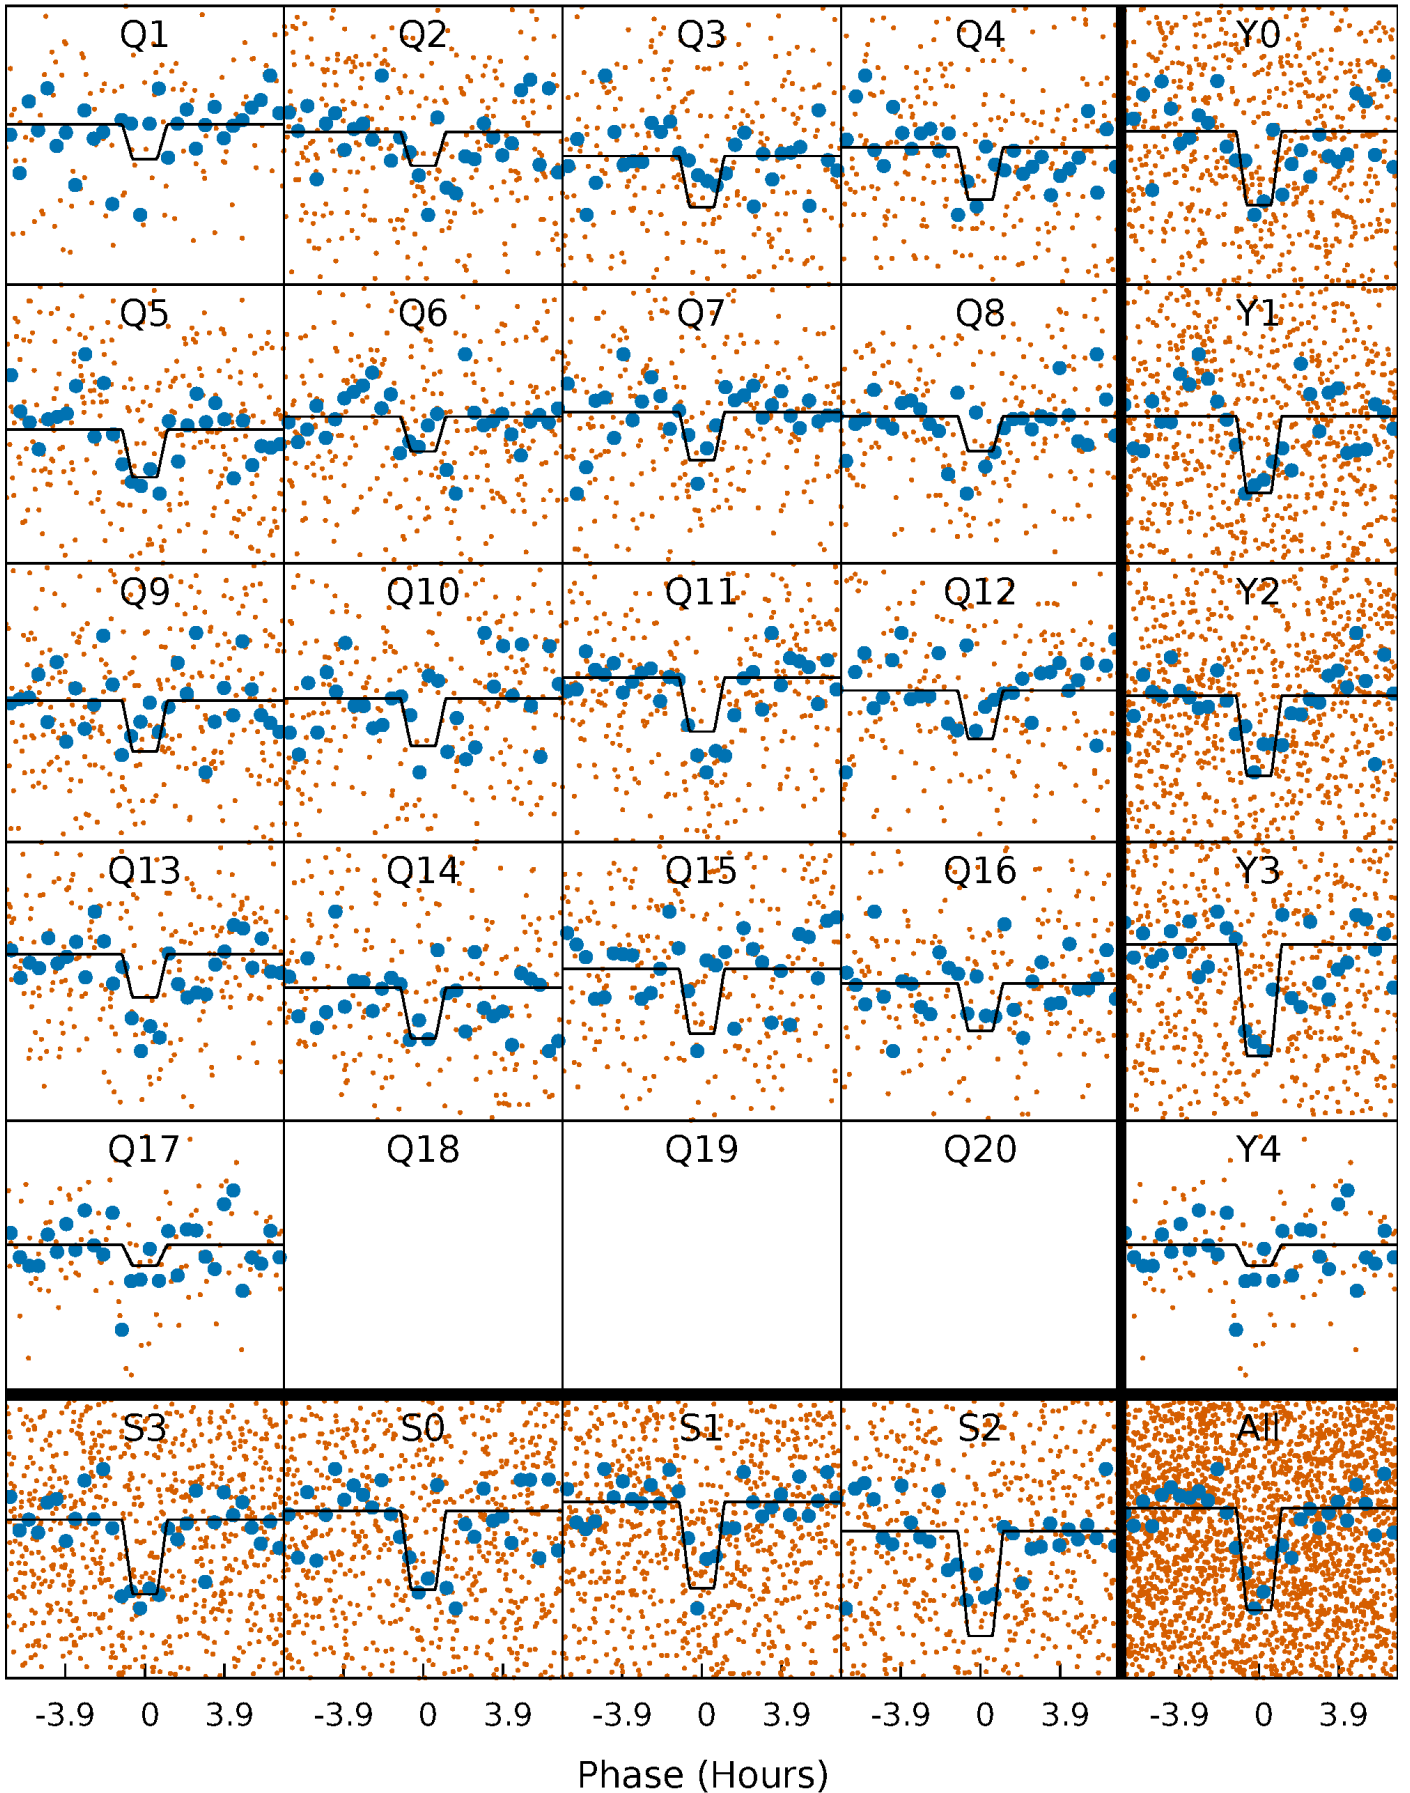 Q1 Q2 Q3 Q4 Y0
Q5 Q6 Q7 Q8 Y1
Q9 Q10 Q11 Q12 Y2
Q13 Q14 Q15 Q16 Y3
Q17 Q18 Q19 Q20 Y4
S3 S0 S1 S2 All
-3.9 0 3.9 -3.9 0 3.9 -3.9 0 3.9 -3.9 0 3.9 -3.9 0 3.9
Phase (Hours)